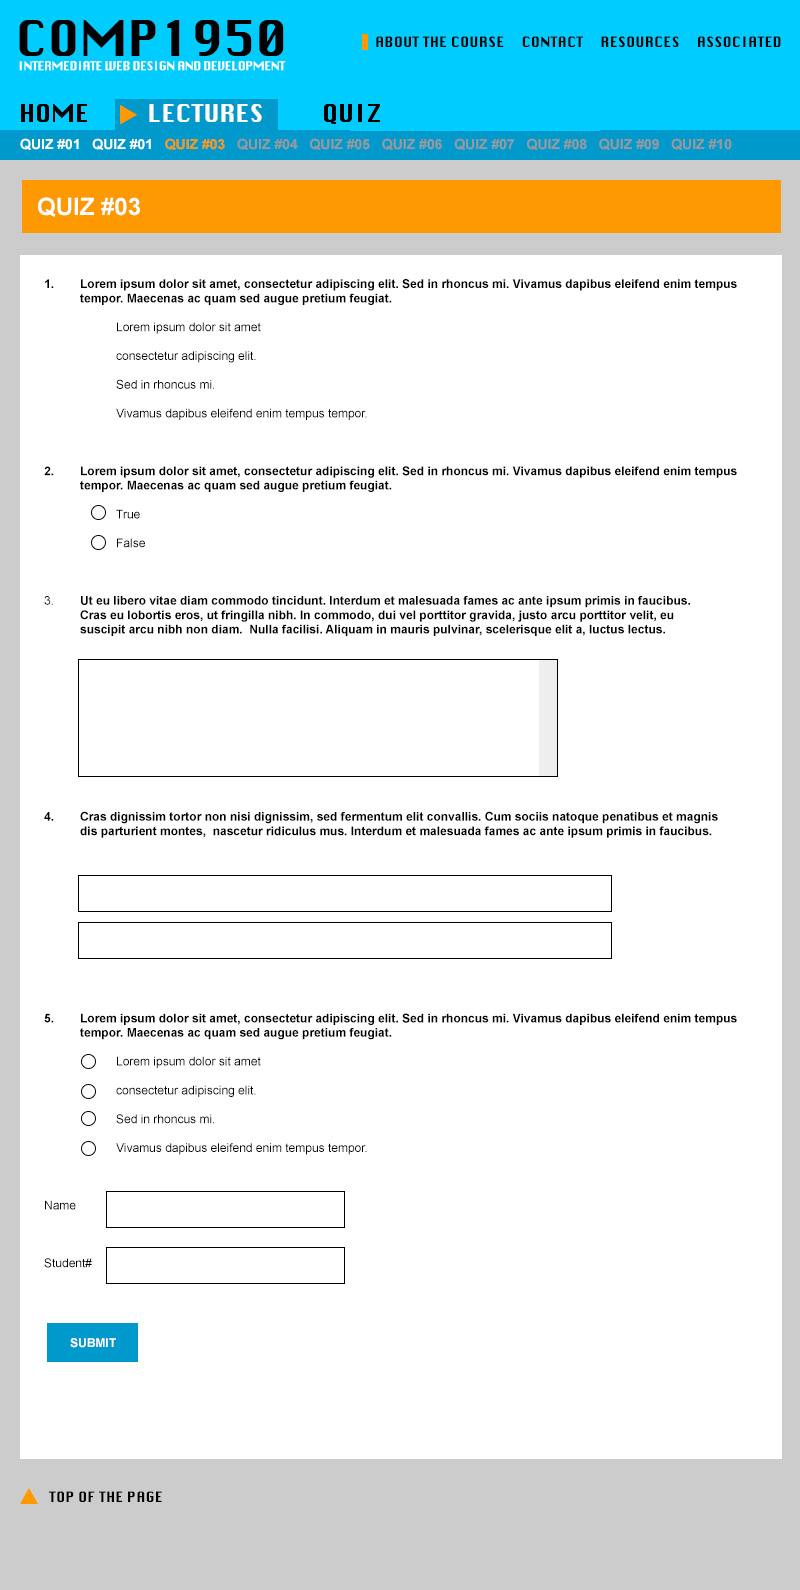 COMP1950
INTERMEDIATE WEB DESIGN AND DEVELOPMENT
ABOUT THE COURSE CONTACT RESOURCES ASSOCIATED
HOME LECTURES QUIZ
QUIZ #01 QUIZ #01 QUIZ #03 QUIZ #04 QUIZ #05 QUIZ #06 QUIZ #07 QUIZ #08 QUIZ #09 QUIZ #10
QUIZ #03
1. Lorem ipsum dolor sit amet, consectetur adipiscing elit. Sed in rhoncus mi. Vivamus dapibus eleifend enim tempus
tempor. Maecenas ac quam sed augue pretium feugiat.
Lorem ipsum dolor sit amet
consectetur adipiscing elit.
Sed in rhoncus mi.
Vivamus dapibus eleifend enim tempus tempor.
2. Lorem ipsum dolor sit amet, consectetur adipiscing elit. Sed in rhoncus mi. Vivamus dapibus eleifend enim tempus
tempor. Maecenas ac quam sed augue pretium feugiat.
True
False
3. Ut eu libero vitae diam commodo tincidunt. Interdum et malesuada fames ac ante ipsum primis in faucibus.
Cras eu lobortis eros, ut fringilla nibh. In commodo, dui vel porttitor gravida, justo arcu porttitor velit, eu
suscipit arcu nibh non diam. Nulla facilisi. Aliquam in mauris pulvinar, scelerisque elit a, luctus lectus.
4. Cras dignissim tortor non nisi dignissim, sed fermentum elit convallis. Cum sociis natoque penatibus et magnis
dis parturient montes, nascetur ridiculus mus. Interdum et malesuada fames ac ante ipsum primis in faucibus.
5. Lorem ipsum dolor sit amet, consectetur adipiscing elit. Sed in rhoncus mi. Vivamus dapibus eleifend enim tempus
tempor. Maecenas ac quam sed augue pretium feugiat.
Lorem ipsum dolor sit amet
consectetur adipiscing elit.
Sed in rhoncus mi.
Vivamus dapibus eleifend enim tempus tempor.
Name
Student#
SUBMIT
TOP OF THE PAGE